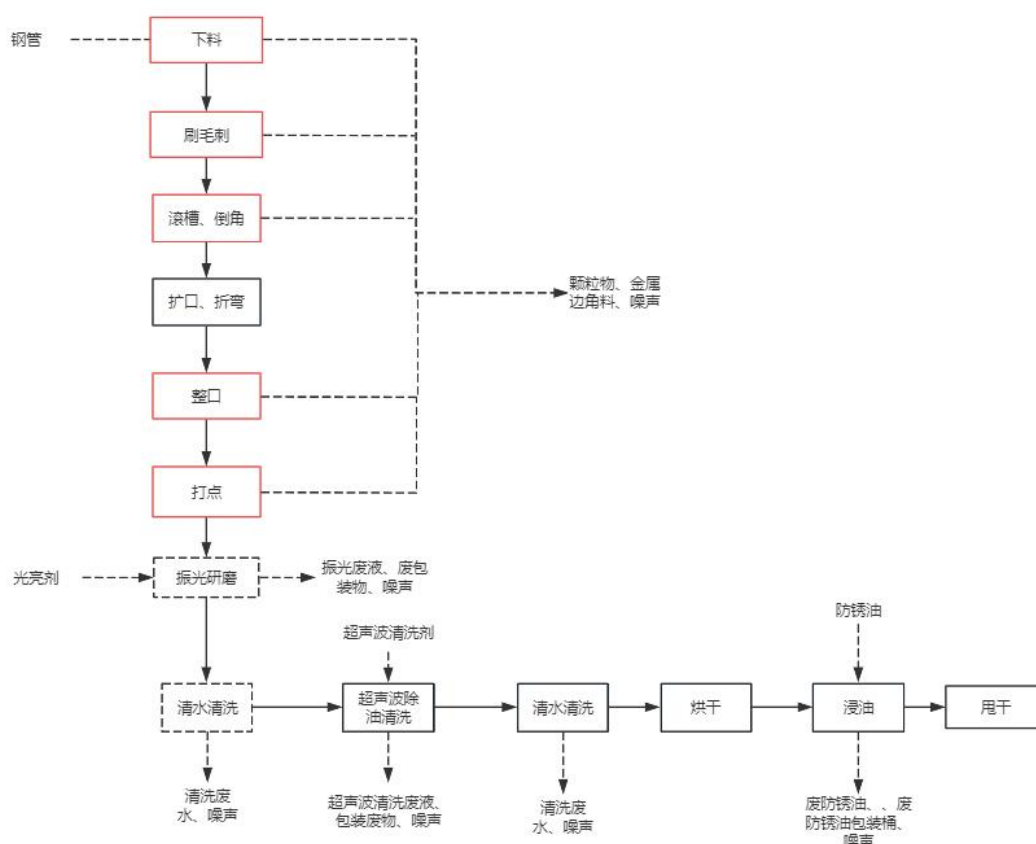 钢管
下料
刷毛刺
滚槽、倒角
扩口、折弯
颗粒物、金属
边角料、噪声
整口
打点
光亮剂
振光研磨
振光废液、废包
装物、噪声
超声波清洗剂
防锈油
清水清洗
超声波除
油清洗
清水清洗
烘干
浸油
甩干
清洗废
水、噪声
超声波清洗废液、
包装废物、噪声
清洗废
水、噪声
废防锈油、、废
防锈油包装桶、
噪声